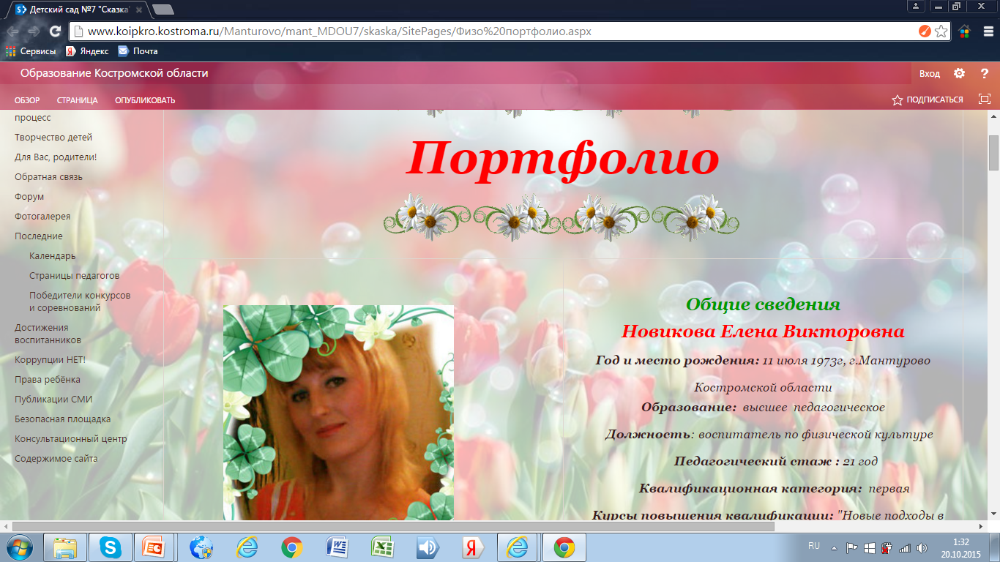 Детский сад №7 "Сказка"
www.koipkro.kostroma.ru/Manturovo/mant_MDOU7/skaska/SitePages/Физо%20портфолио.aspx
Сервисы Яндекс Почта
Образование Костромской области Вход
ОБЗОР СТРАНИЦА ОПУБЛИКОВАТЬ ПОДПИСАТЬСЯ
процесс
Творчество детей
Для Вас, родители!
Обратная связь
Форум
Фотогалерея
Последние
Календарь
Страницы педагогов
Победители конкурсов
и соревнований
Достижения
воспитанников
Коррупции НЕТ!
Права ребёнка
Публикации СМИ
Безопасная площадка
Консультационный центр
Содержимое сайта
Портфолио
Общие сведения
Новикова Елена Викторовна
Год и место рождения: 11 июля 1973г, г.Мантурово
Костромской области
Образование: высшее педагогическое
Должность: воспитатель по физической культуре
Педагогический стаж : 21 год
Квалификационная категория: первая
Курсы повышения квалификации: "Новые подходы в
RU
1:32
20.10.2015